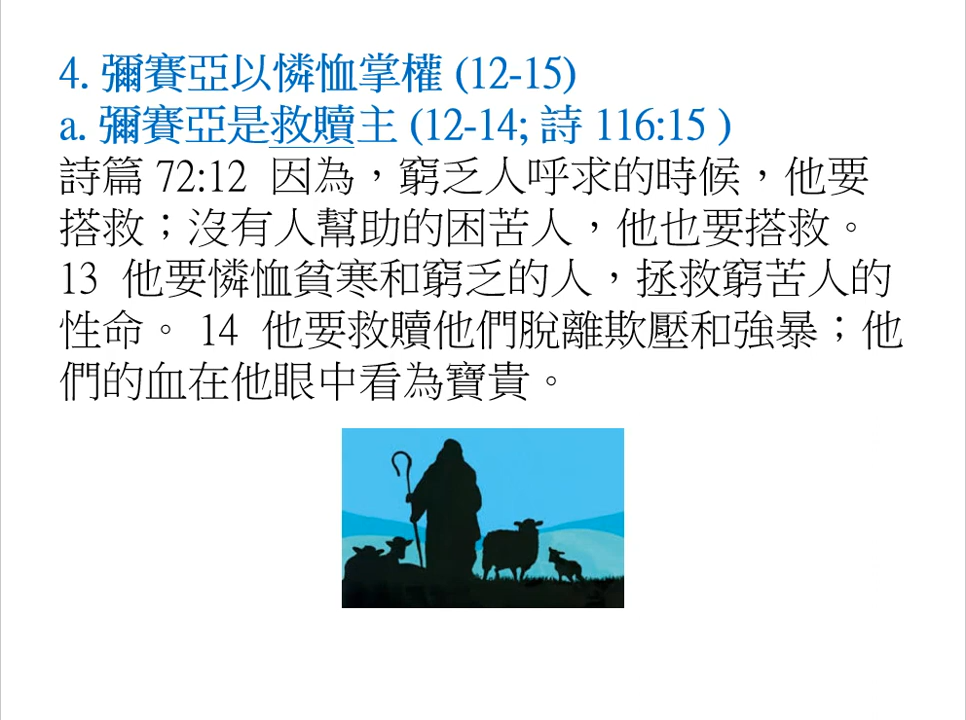 4. 彌賽亞以憐恤掌權 (12-15)
a. 彌賽亞是救贖主 (12-14; 詩 116:15 )
詩篇 72:12 因為，窮乏人呼求的時候，他要
搭救；沒有人幫助的困苦人，他也要搭救。
13 他要憐恤貧寒和窮乏的人，拯救窮苦人的
性命。 14 他要救贖他們脫離欺壓和強暴；他
們的血在他眼中看為寶貴。